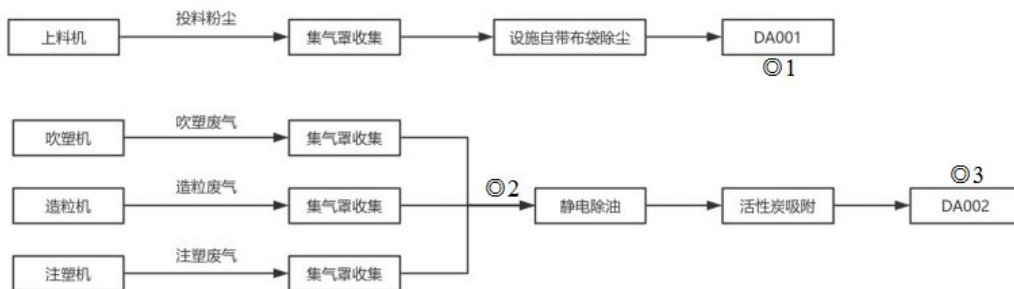 投料粉尘
上料机
集气罩收集
设施自带布袋除尘
DA001
◎1
吹塑废气
吹塑机
集气罩收集
造粒废气
◎2
◎3
造粒机
集气罩收集
静电除油
活性炭吸附
DA002
注塑废气
注塑机
集气罩收集